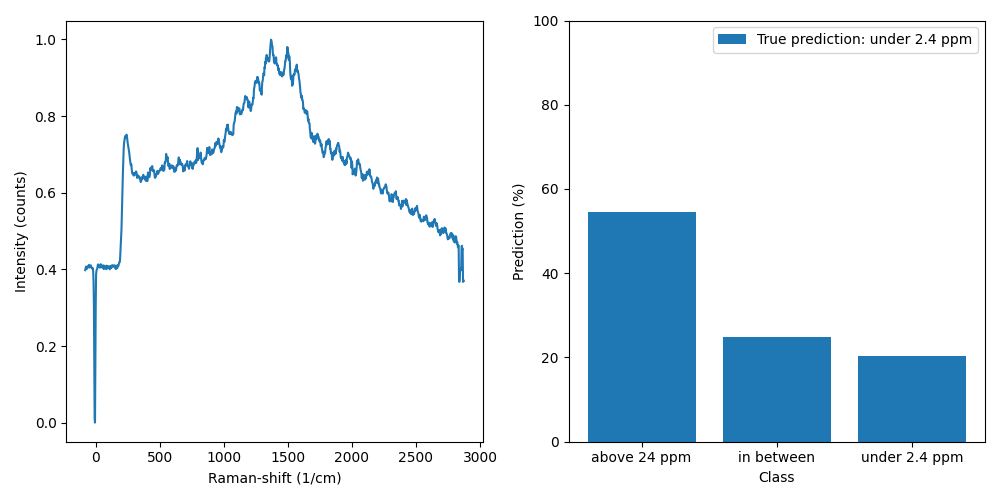 1.0
0.8
0.6
0.4
0.2
0.0
Intensity (counts)
0 500 1000 1500 2000 2500 3000
Raman-shift (1/cm)
100
80
60
40
20
0
Prediction (%)
True prediction: under 2.4 ppm
above 24 ppm in between under 2.4 ppm
Class